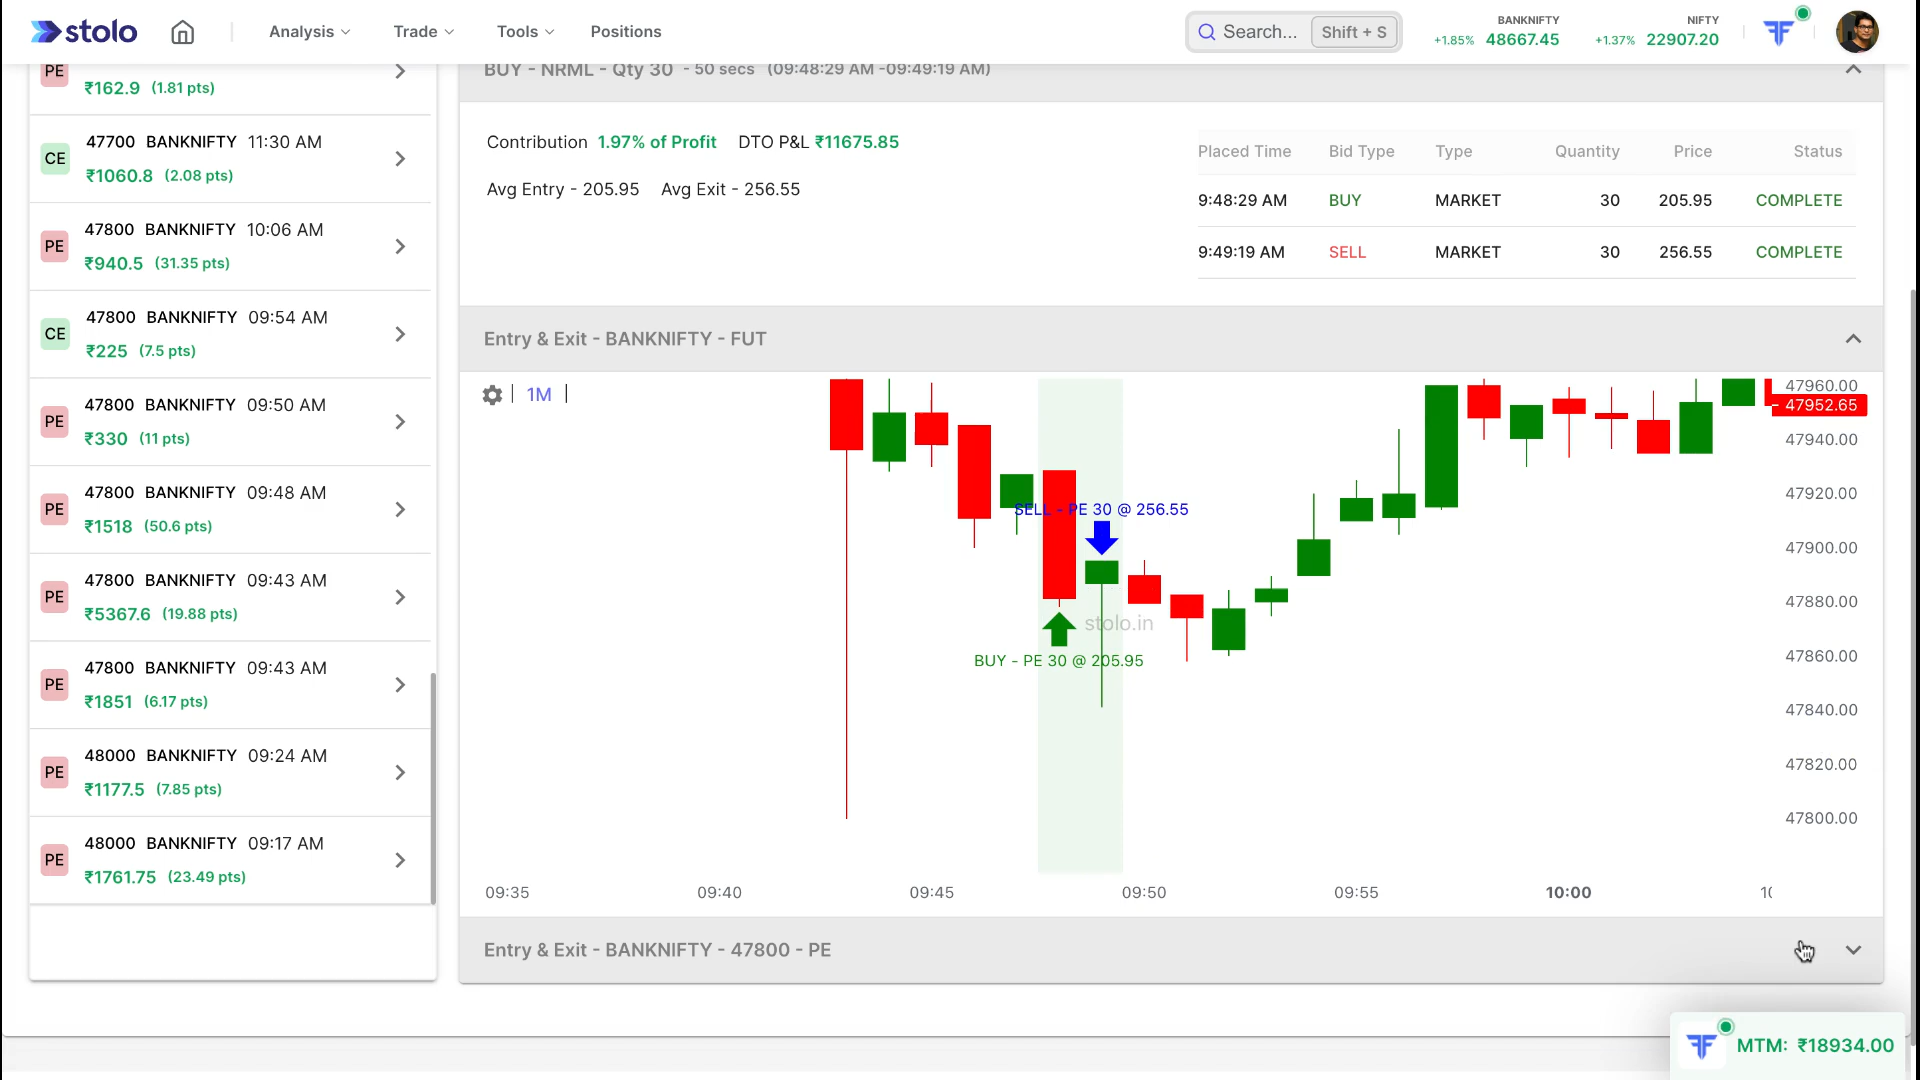 stolo
Analysis
Trade
Tools
Positions
Search...
Shift + S
BANKNIFTY
+1.85% 48667.45
NIFTY
+1.37% 22907.20
PE
₹162.9 (1.81 pts)
CE
47700 BANKNIFTY 11:30 AM
₹1060.8 (2.08 pts)
PE
47800 BANKNIFTY 10:06 AM
₹940.5 (31.35 pts)
CE
47800 BANKNIFTY 09:54 AM
₹225 (7.5 pts)
PE
47800 BANKNIFTY 09:50 AM
₹330 (11 pts)
PE
47800 BANKNIFTY 09:48 AM
₹1518 (50.6 pts)
PE
47800 BANKNIFTY 09:43 AM
₹5367.6 (19.88 pts)
PE
47800 BANKNIFTY 09:43 AM
₹1851 (6.17 pts)
PE
48000 BANKNIFTY 09:24 AM
₹1177.5 (7.85 pts)
PE
48000 BANKNIFTY 09:17 AM
₹1761.75 (23.49 pts)
BUY - NRML - Qty 30 - 50 secs (09:48:29 AM -09:49:19 AM)
Contribution 1.97% of Profit DTO P&L ₹11675.85
Avg Entry - 205.95 Avg Exit - 256.55
Placed Time Bid Type Type Quantity Price Status
9:48:29 AM BUY MARKET 30 205.95 COMPLETE
9:49:19 AM SELL MARKET 30 256.55 COMPLETE
Entry & Exit - BANKNIFTY - FUT
1M
SELL - PE 30 @ 256.55
stolo.in
BUY - PE 30 @ 205.95
47960.00
47952.65
47940.00
47920.00
47900.00
47880.00
47860.00
47840.00
47820.00
47800.00
09:35 09:40 09:45 09:50 09:55 10:00
Entry & Exit - BANKNIFTY - 47800 - PE
MTM: ₹18934.00